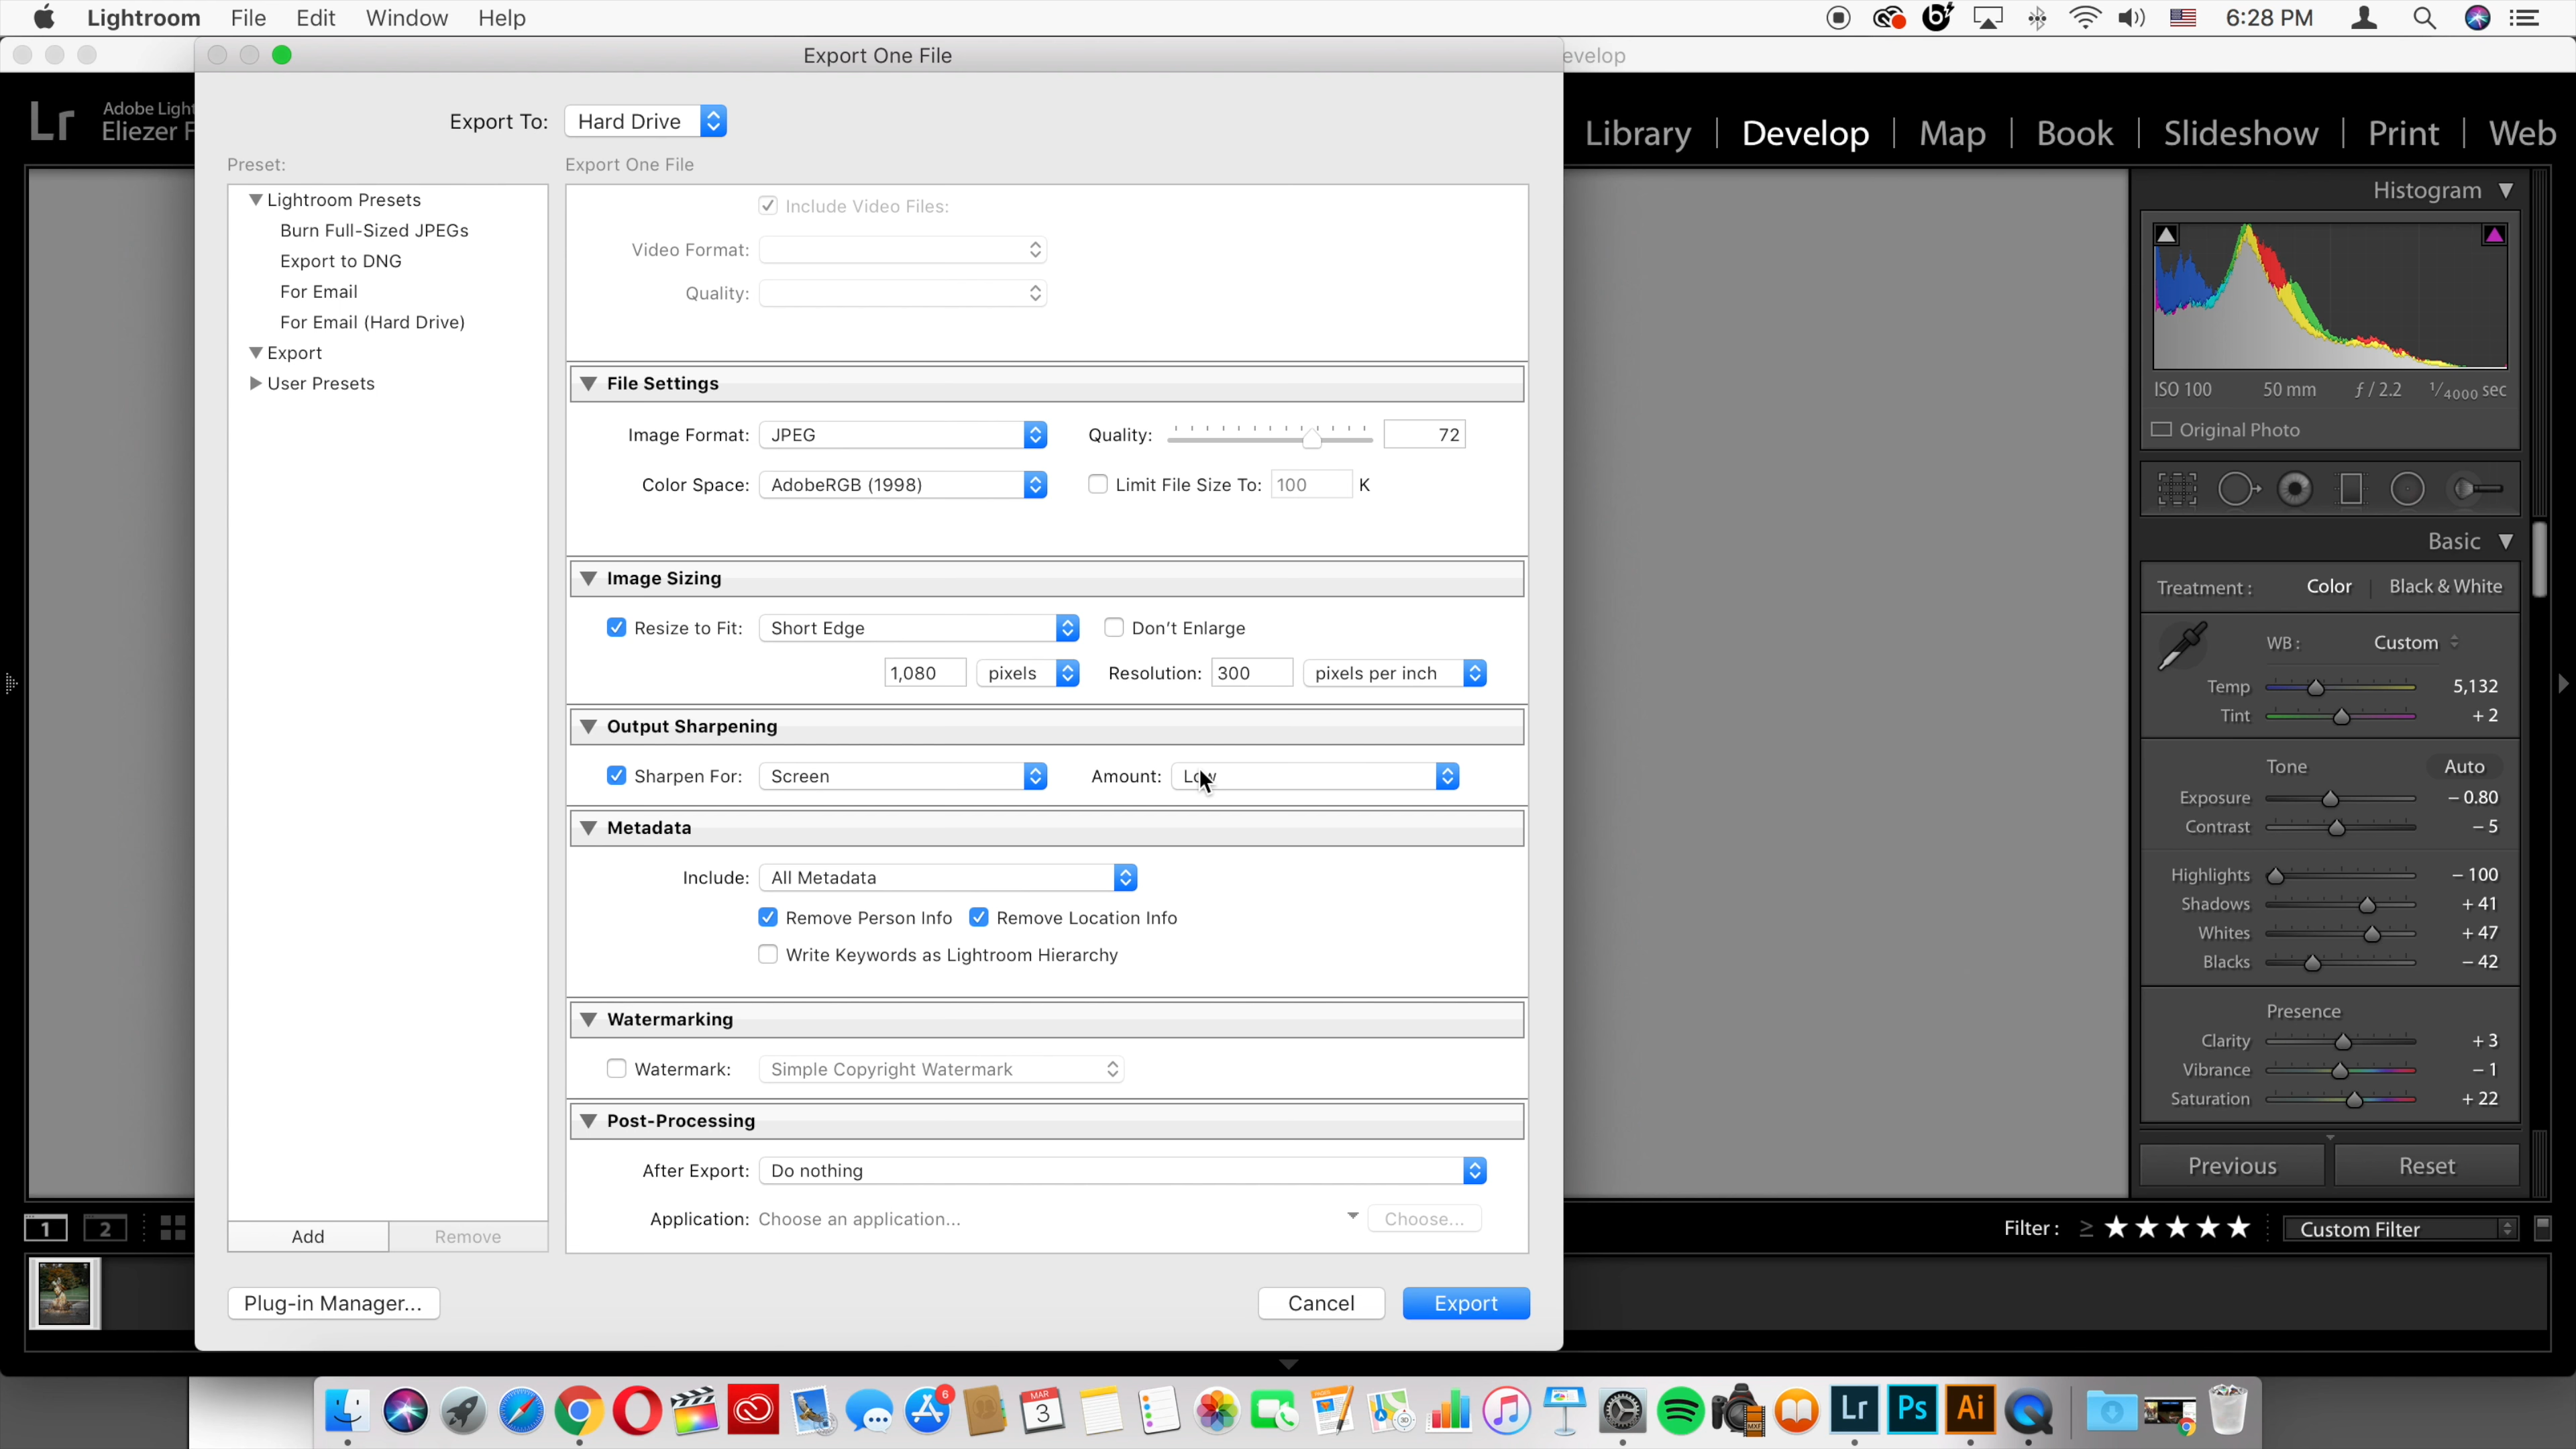 Lightroom File Edit Window Help 6:28 PM
Export One File evelop
Lr Adobe Light
Eliezer F
Library | Develop | Map | Book | Slideshow | Print | Web
Export To: Hard Drive
Preset: Export One File
Lightroom Presets
Burn Full-Sized JPEGs
Export to DNG
For Email
For Email (Hard Drive)
Export
User Presets
Add Remove
Include Video Files:
Video Format:
Quality:
File Settings
Image Format: JPEG Quality: 72
Color Space: AdobeRGB (1998) Limit File Size To: 100 K
Image Sizing
Resize to Fit: Short Edge Don't Enlarge
1,080 pixels Resolution: 300 pixels per inch
Output Sharpening
Sharpen For: Screen Amount: Low
Metadata
Include: All Metadata
Remove Person Info Remove Location Info
Write Keywords as Lightroom Hierarchy
Watermarking
Watermark: Simple Copyright Watermark
Post-Processing
After Export: Do nothing
Application: Choose an application... Choose...
Plug-in Manager... Cancel Export
Histogram
ISO 100 50 mm ƒ / 2.2 1/4000 sec
Original Photo
Basic
Treatment : Color | Black & White
WB : Custom
Temp 5,132
Tint + 2
Tone Auto
Exposure – 0.80
Contrast – 5
Highlights – 100
Shadows + 41
Whites + 47
Blacks – 42
Presence
Clarity + 3
Vibrance – 1
Saturation + 22
Previous Reset
1 2
Filter : ≥ ★★★★★ Custom Filter
6 MAR 3 Lr Ps Ai